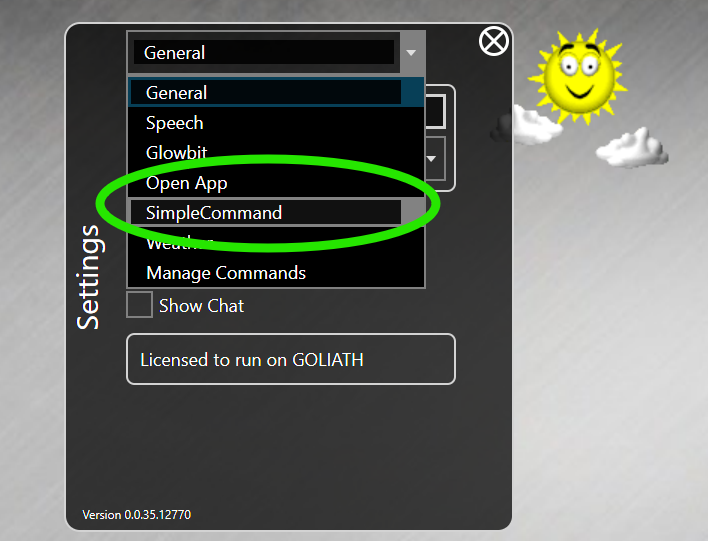 General
General
Speech
Glowbit
Open App
SimpleCommand
Weather
Manage Commands
Show Chat
Licensed to run on GOLIATH
Settings
Version 0.0.35.12770